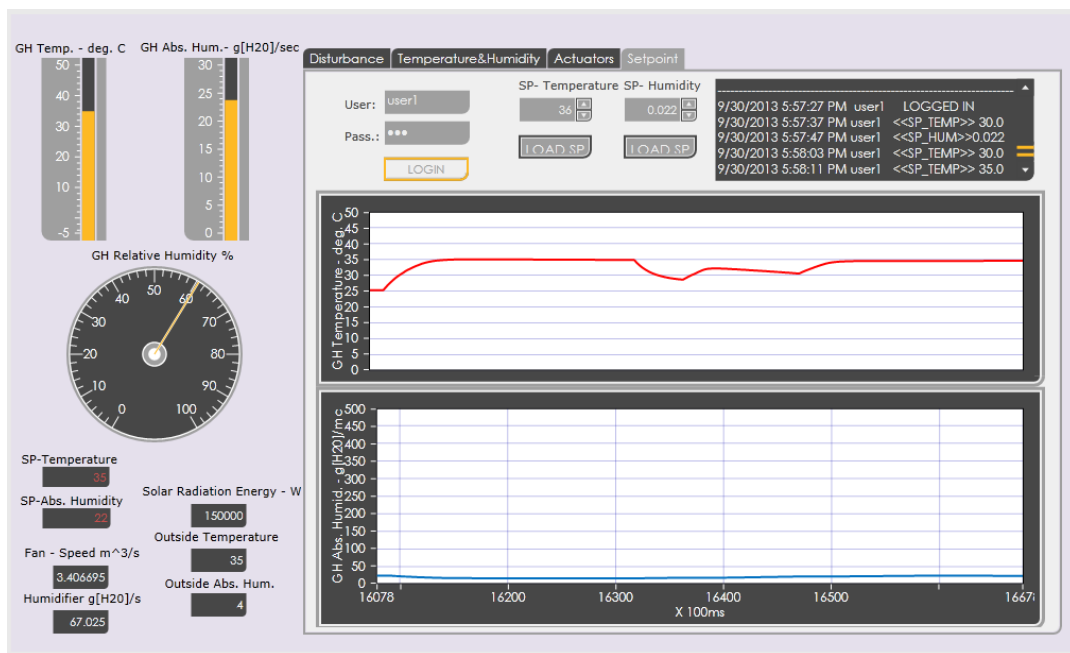 GH Temp. - deg. C
GH Abs. Hum.- g[H20]/sec
50
40
30
20
10
-5
30
25
20
15
10
5
0
GH Relative Humidity %
0
10
20
30
40
50
60
70
80
90
100
SP-Temperature
35
SP-Abs. Humidity
22
Fan - Speed m^3/s
3.406695
Humidifier g[H20]/s
67.025
Solar Radiation Energy - W
150000
Outside Temperature
35
Outside Abs. Hum.
4
Disturbance Temperature&Humidity Actuators Setpoint
User: user1
Pass.: •••
LOGIN
SP- Temperature SP- Humidity
36 0.022
LOAD SP LOAD SP
9/30/2013 5:57:27 PM user1 LOGGED IN
9/30/2013 5:57:37 PM user1 <<SP_TEMP>> 30.0
9/30/2013 5:57:47 PM user1 <<SP_HUM>>0.022
9/30/2013 5:58:03 PM user1 <<SP_TEMP>> 30.0
9/30/2013 5:58:11 PM user1 <<SP_TEMP>> 35.0
GH Temperature - deg. C
50
45
40
35
30
25
20
15
10
5
0
GH Abs. Humid. - g[H20]/mc
500
450
400
350
300
250
200
150
100
50
0
16078 16200 16300 16400 16500 1667
X 100ms